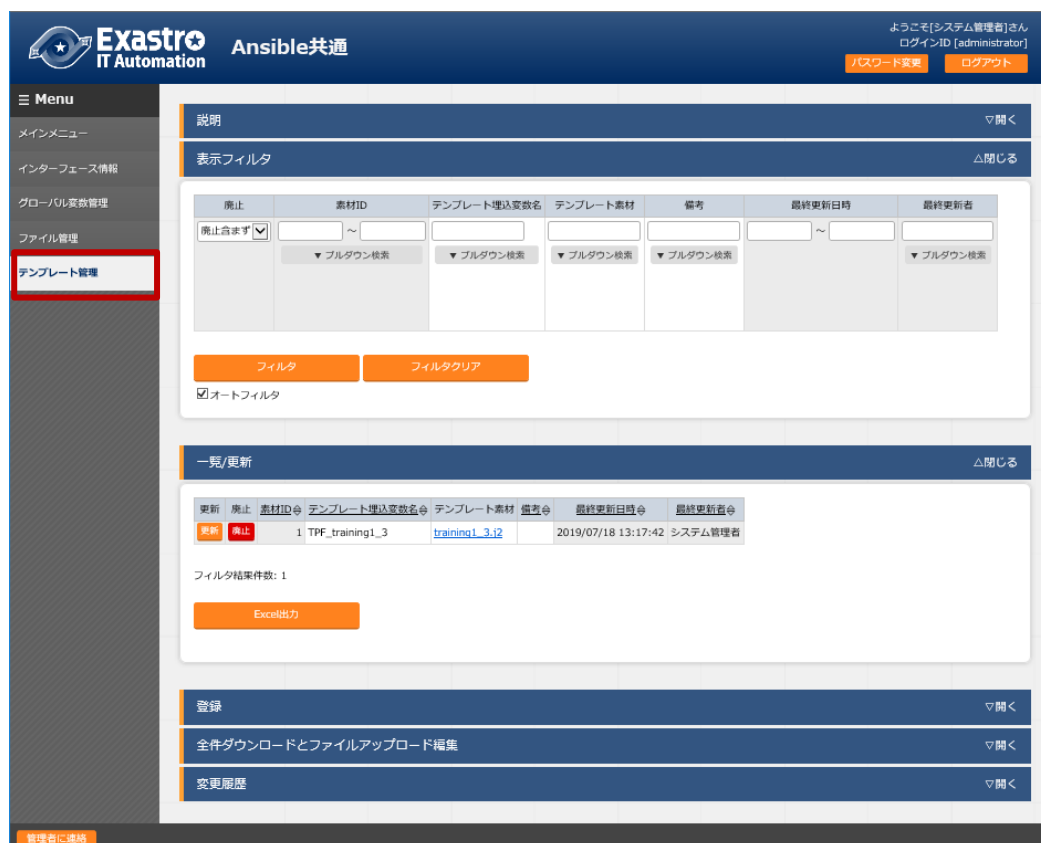 Exastro
IT Automation
Ansible共通
ようこそ[システム管理者]さん
ログインID [administrator]
パスワード変更 ログアウト
☰ Menu
メインメニュー
インターフェース情報
グローバル変数管理
ファイル管理
テンプレート管理
説明 ▽開く
表示フィルタ △閉じる
廃止 素材ID テンプレート埋込変数名 テンプレート素材 備考 最終更新日時 最終更新者
廃止含まず ～ ～
▼ プルダウン検索 ▼ プルダウン検索 ▼ プルダウン検索 ▼ プルダウン検索 ▼ プルダウン検索
フィルタ フィルタクリア
オートフィルタ
一覧/更新 △閉じる
更新 廃止 素材ID テンプレート埋込変数名 テンプレート素材 備考 最終更新日時 最終更新者
更新 廃止 1 TPF_training1_3 training1_3.j2 2019/07/18 13:17:42 システム管理者
フィルタ結果件数: 1
Excel出力
登録 ▽開く
全件ダウンロードとファイルアップロード編集 ▽開く
変更履歴 ▽開く
管理者に連絡